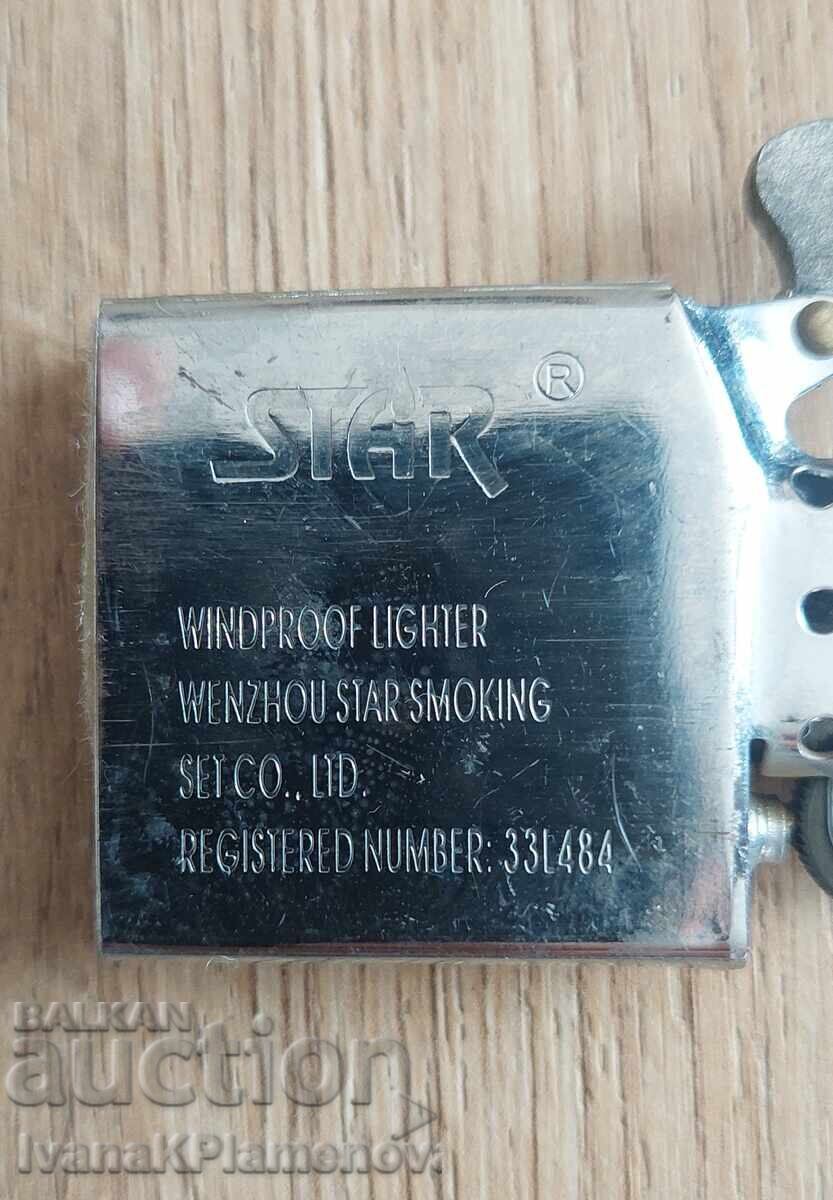 STAR ®
WINDPROOF LIGHTER
WENZHOU STAR SMOKING
SET CO., LTD.
REGISTERED NUMBER: 33L484
BALKAN
auction
IvanaKPlamenov